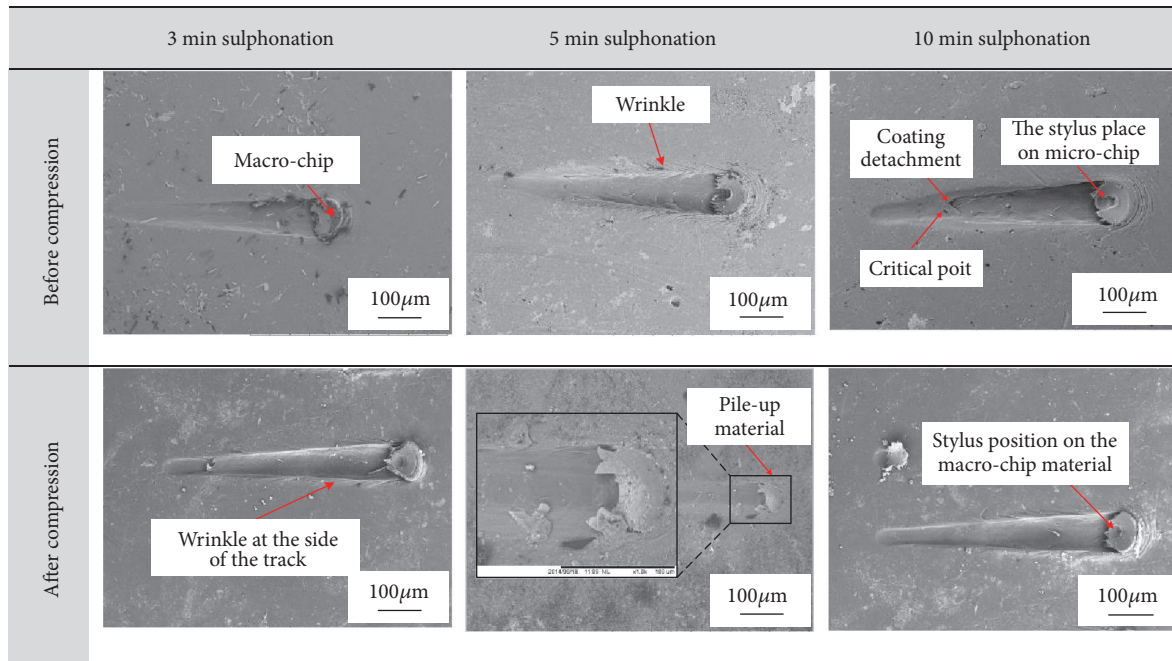 3 min sulphonation
5 min sulphonation
10 min sulphonation
Before compression
Macro-chip
100μm
Wrinkle
100μm
Coating
detachment
The stylus place
on micro-chip
Critical poit
100μm
After compression
Wrinkle at the side
of the track
100μm
Pile-up
material
100μm
Stylus position on the
macro-chip material
100μm